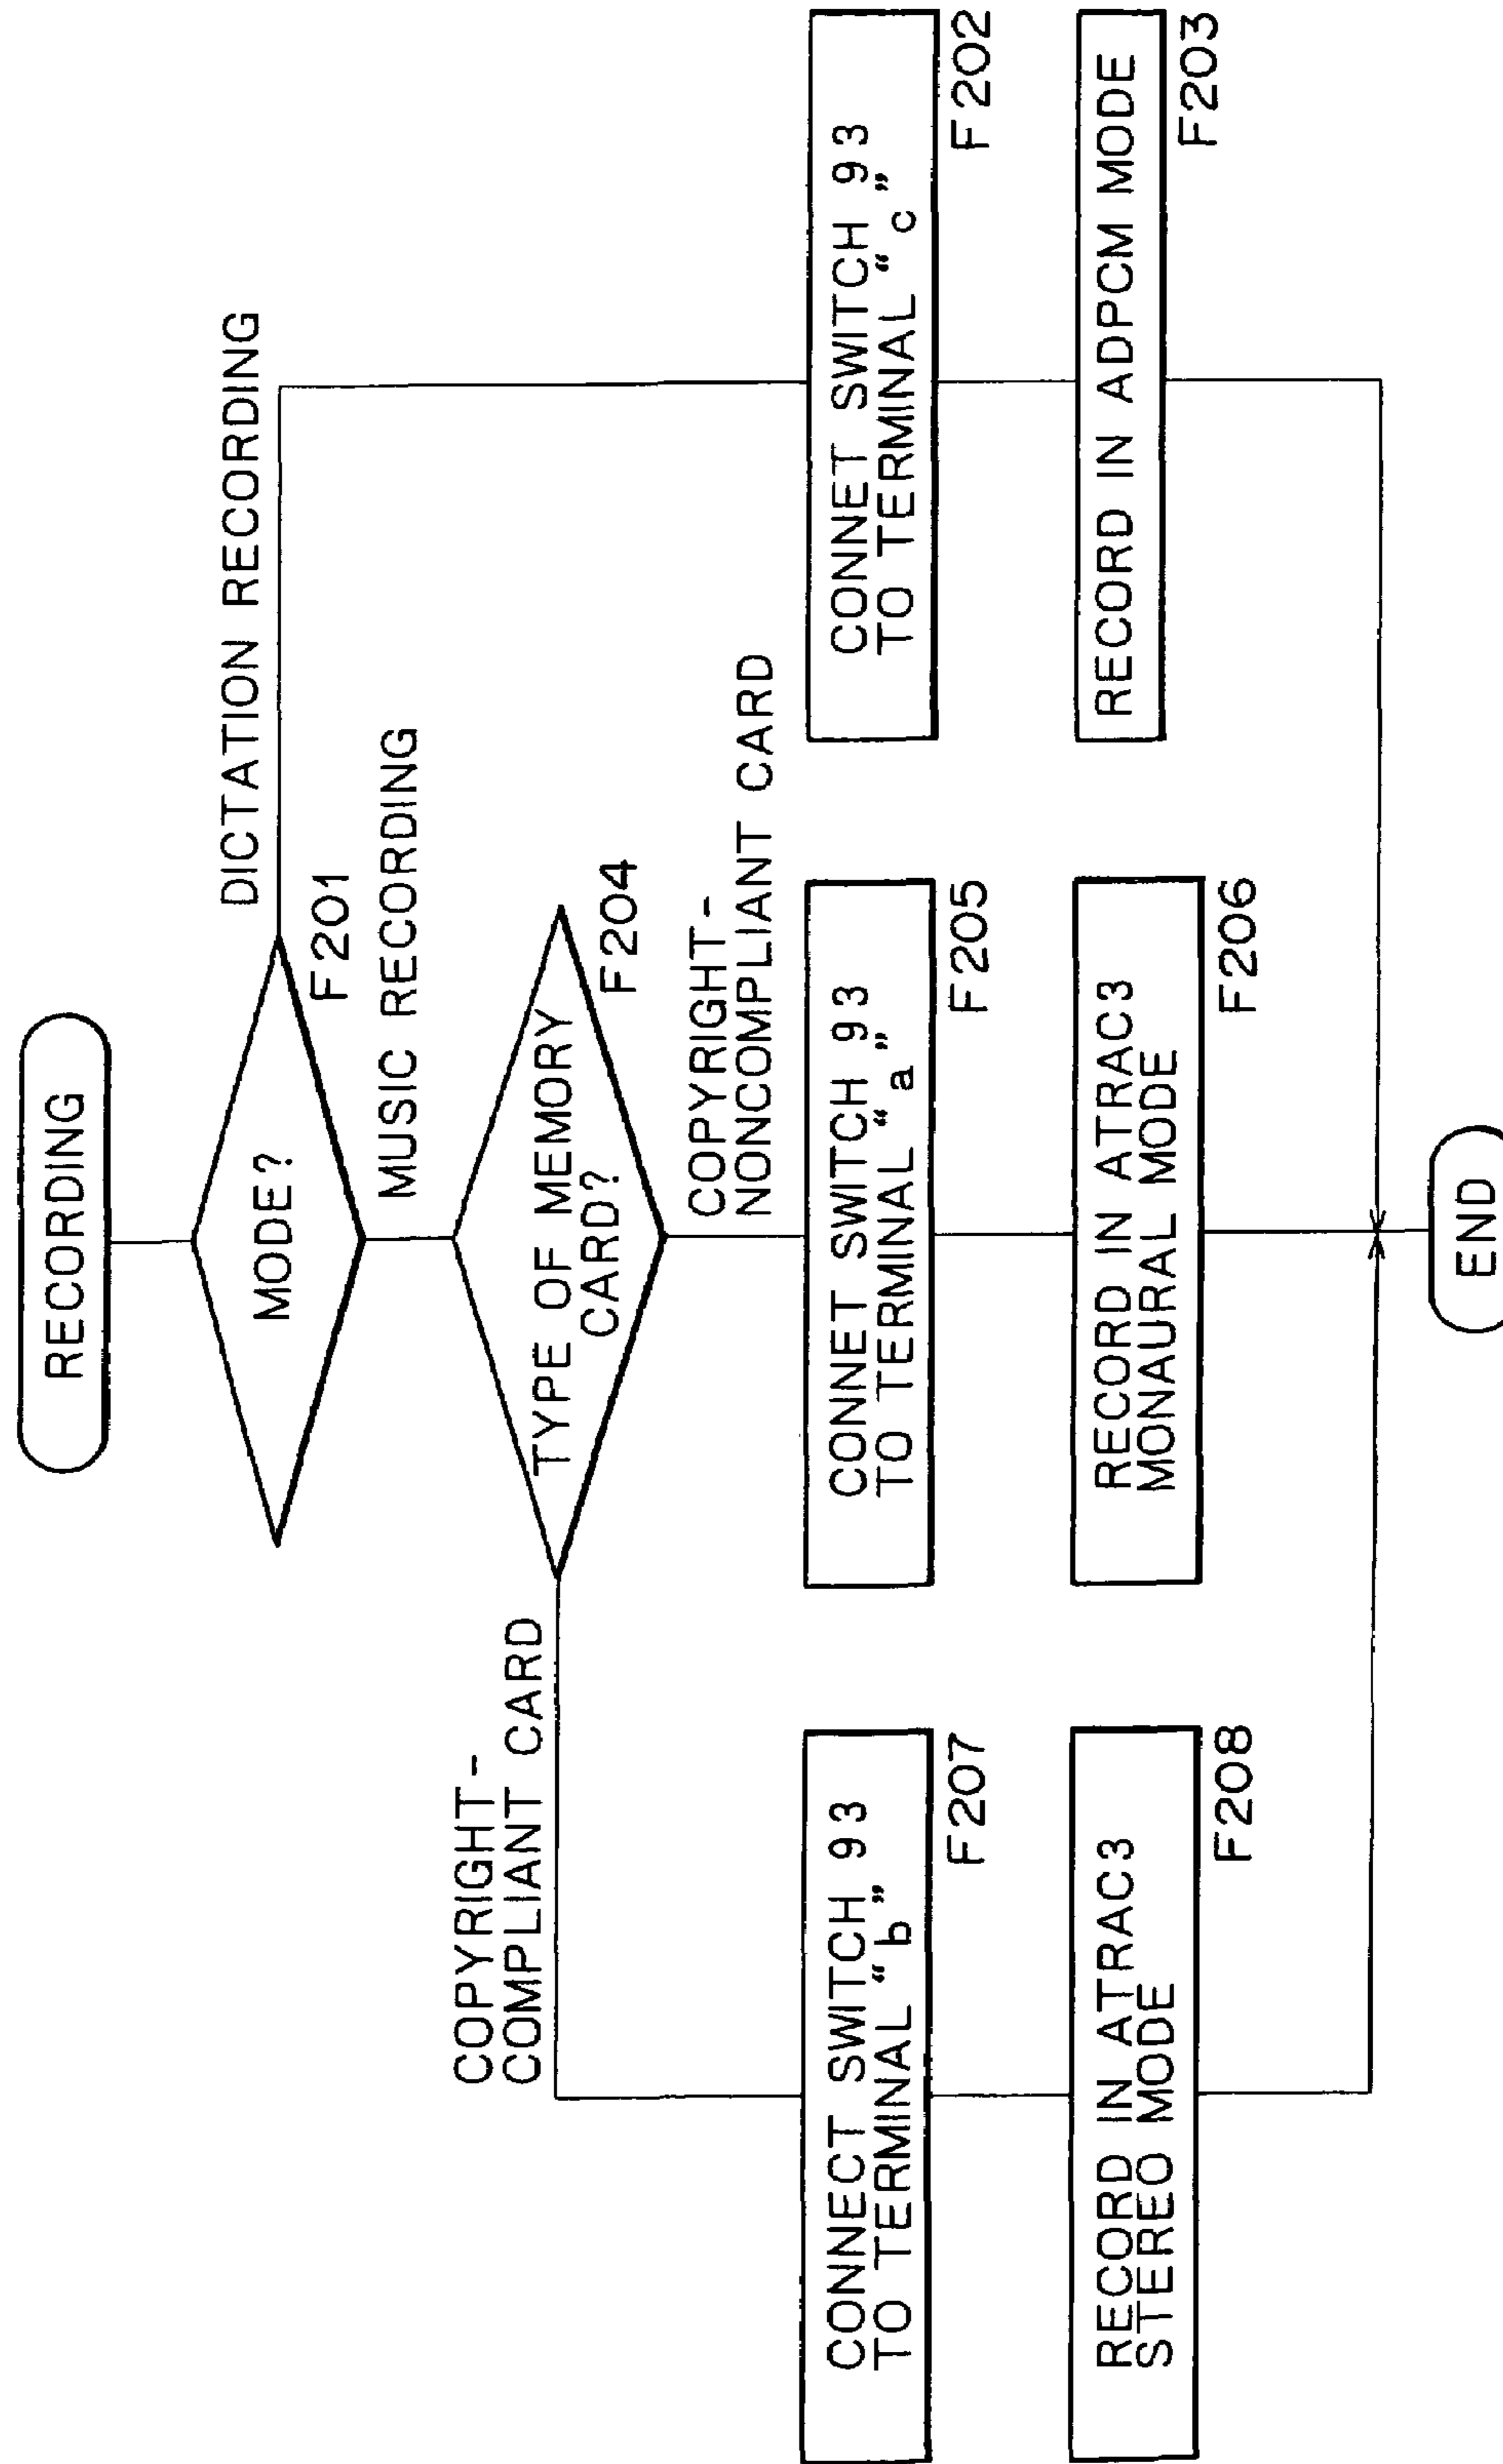 RECORDING
MODE?
F201
DICTATION RECORDING
MUSIC RECORDING
TYPE OF MEMORY
CARD?
F204
COPYRIGHT-
COMPLIANT CARD
COPYRIGHT-
NONCOMPLIANT CARD
CONNECT SWITCH 93
TO TERMINAL “b”
F207
CONNET SWITCH 93
TO TERMINAL “a”
F205
CONNET SWITCH 93
TO TERMINAL “c”
F202
RECORD IN ATRAC3
STEREO MODE
F208
RECORD IN ATRAC3
MONAURAL MODE
F206
RECORD IN ADPCM MODE
F203
END